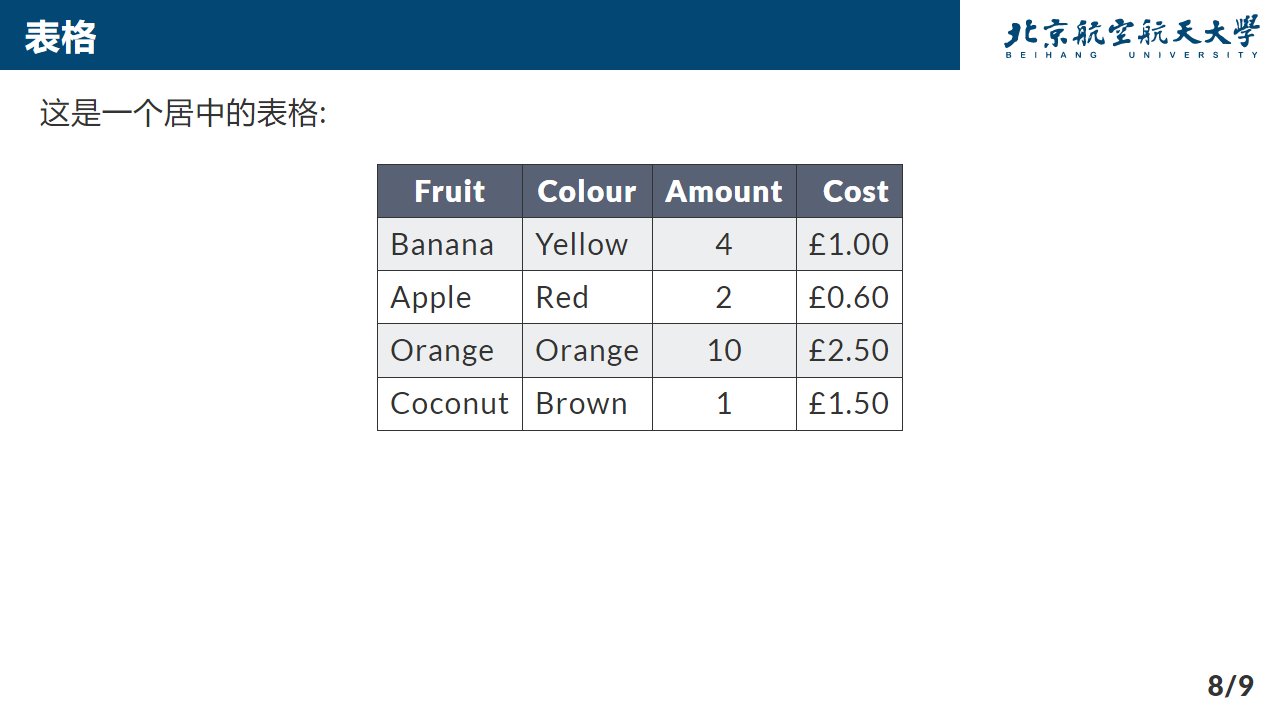 表格
北京航空航天大學
BEIHANG UNIVERSITY
这是一个居中的表格:
Fruit Colour Amount Cost
Banana Yellow 4 £1.00
Apple Red 2 £0.60
Orange Orange 10 £2.50
Coconut Brown 1 £1.50
8/9